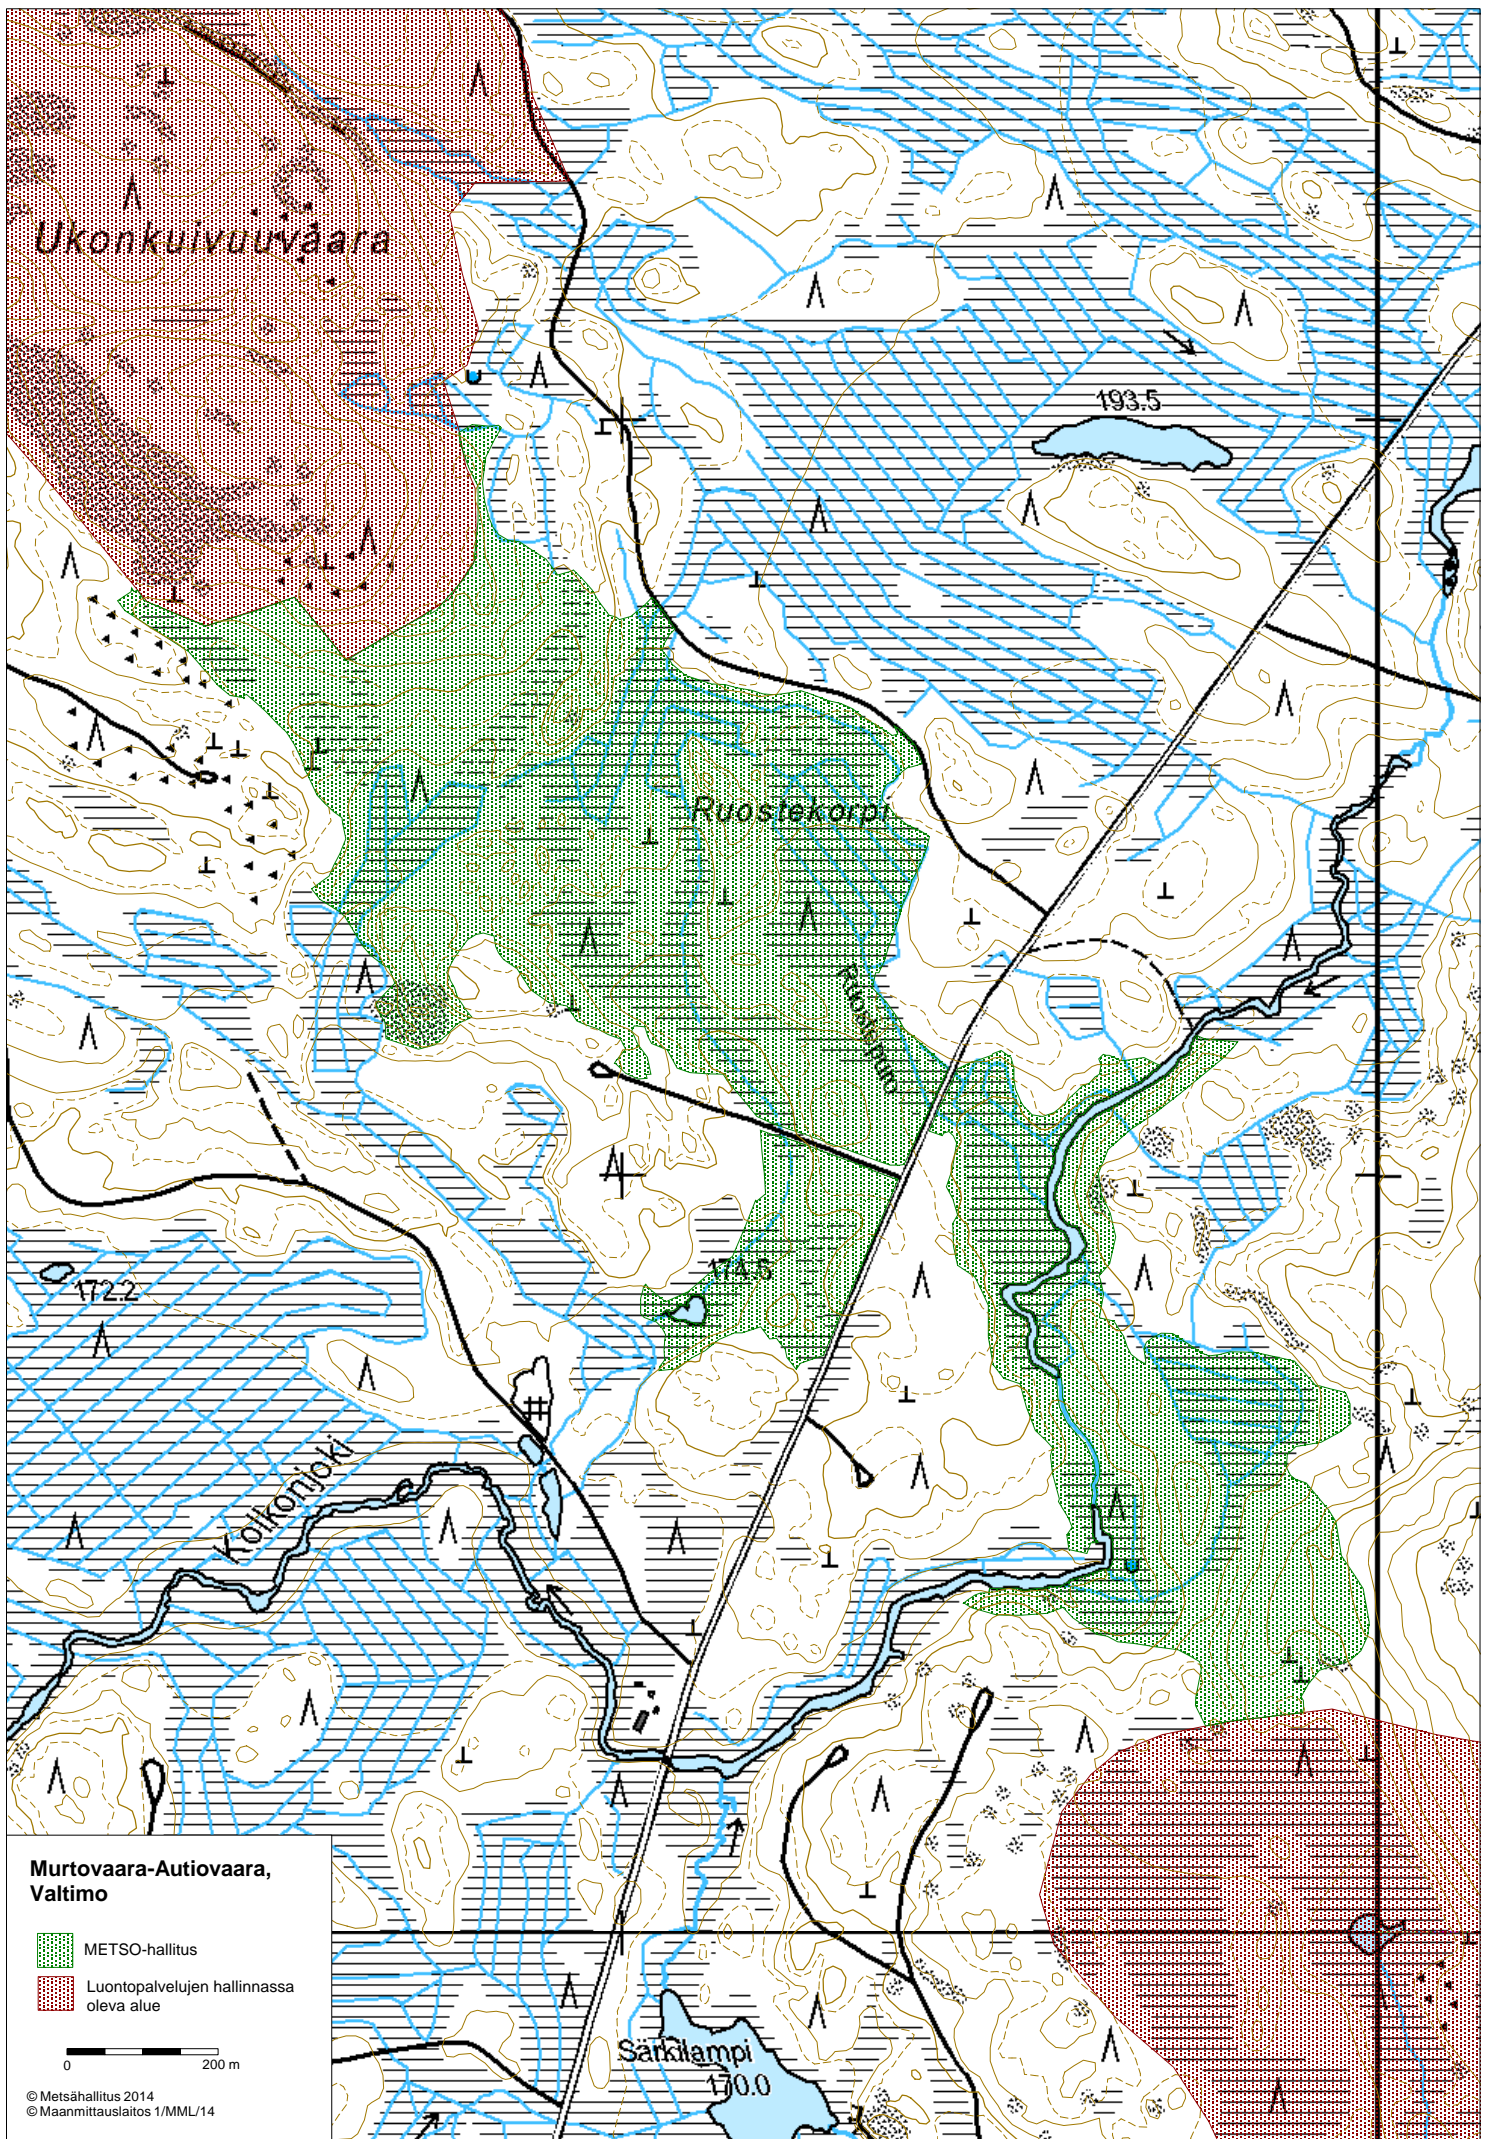 Ukonkuivuuvaara
193.5
Ruostekorpi
Ruostepuro
174.6
172.2
Kolkonjoki
Murtovaara-Autiovaara,
Valtimo
METSO-hallitus
Luontopalvelujen hallinnassa
oleva alue
0 200 m
© Metsähallitus 2014
© Maanmittauslaitos 1/MML/14
Särkilampi
170.0